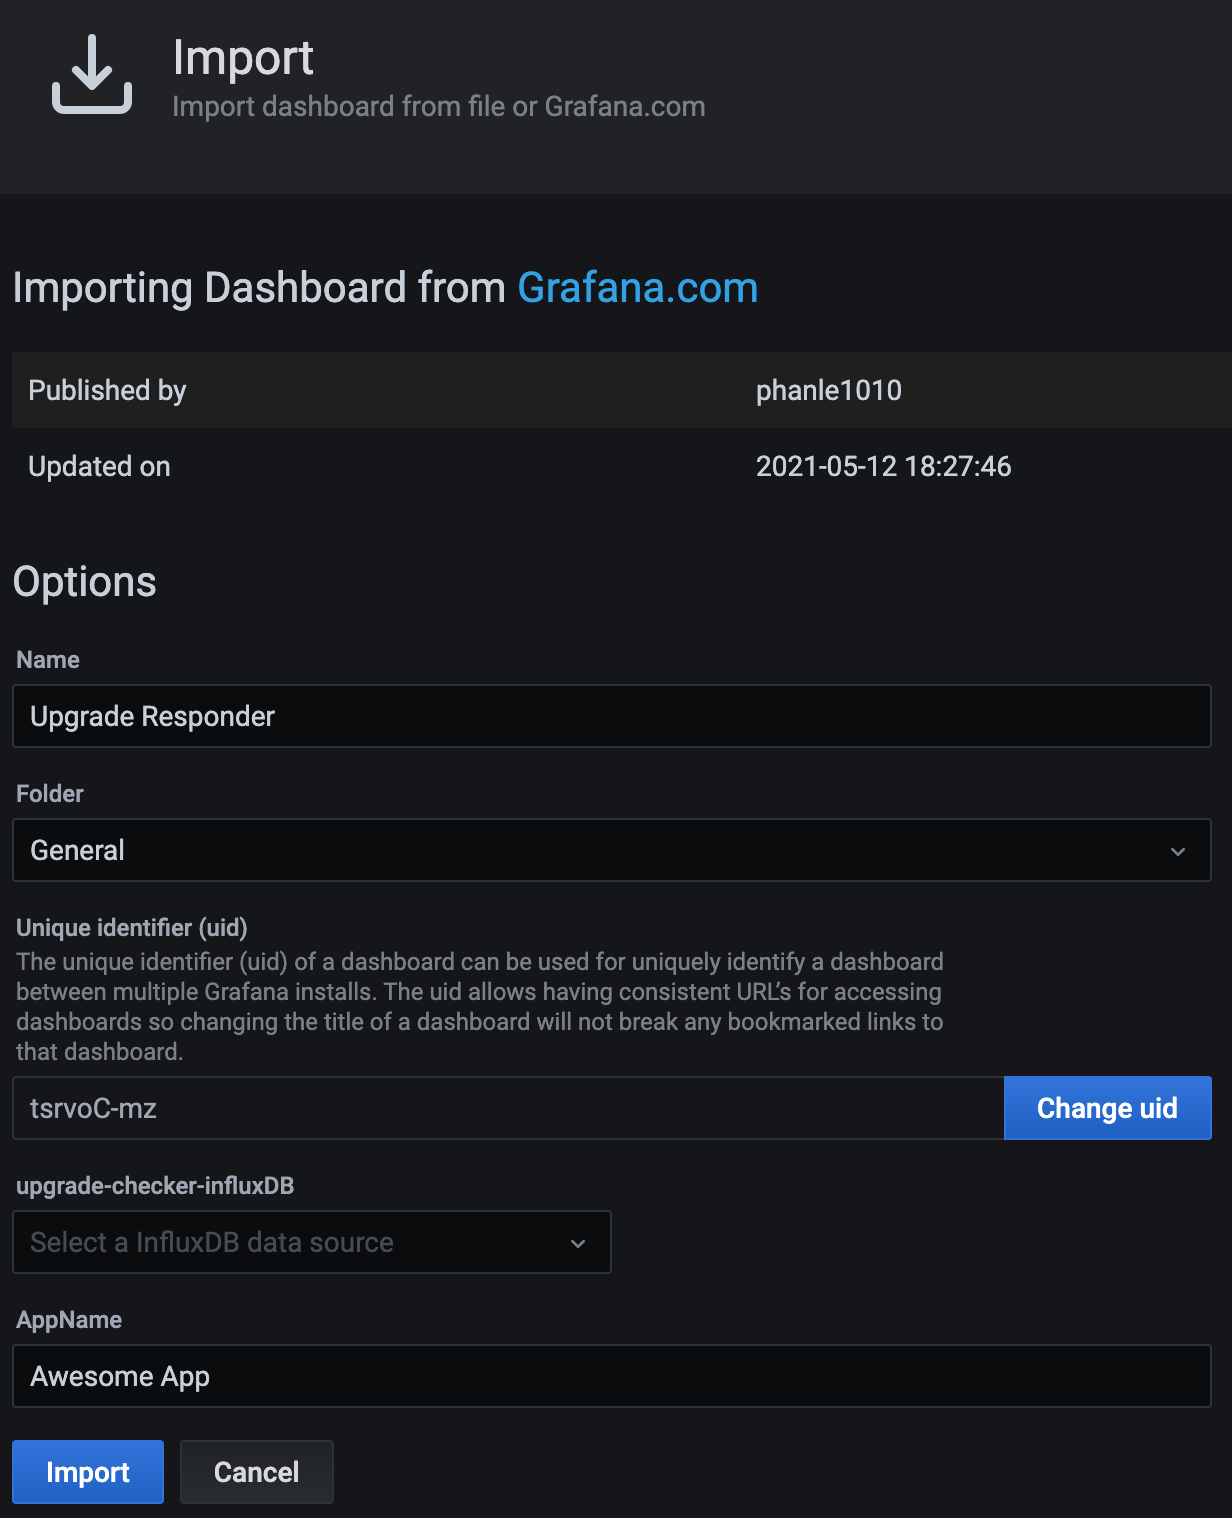 Import
Import dashboard from file or Grafana.com
Importing Dashboard from Grafana.com
Published by phanle1010
Updated on 2021-05-12 18:27:46
Options
Name
Upgrade Responder
Folder
General
Unique identifier (uid)
The unique identifier (uid) of a dashboard can be used for uniquely identify a dashboard
between multiple Grafana installs. The uid allows having consistent URL's for accessing
dashboards so changing the title of a dashboard will not break any bookmarked links to
that dashboard.
tsrvoC-mz Change uid
upgrade-checker-influxDB
Select a InfluxDB data source
AppName
Awesome App
Import Cancel